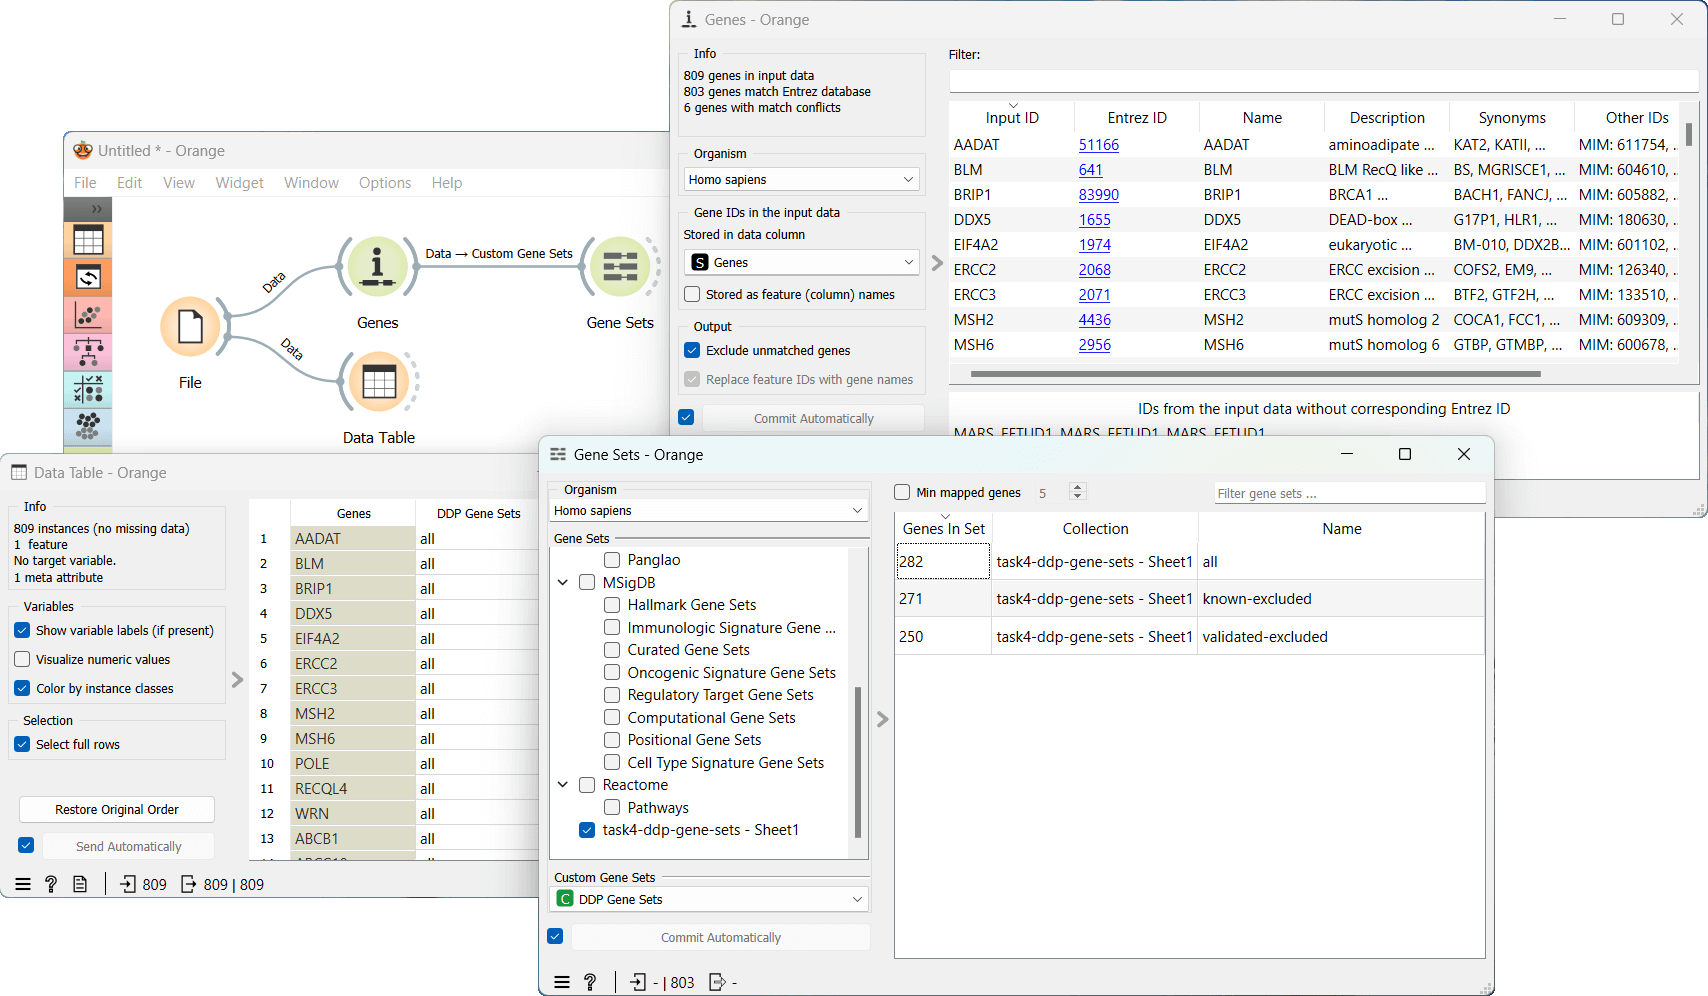 Genes - Orange
Info
809 genes in input data
803 genes match Entrez database
6 genes with match conflicts
Organism
Homo sapiens
Gene IDs in the input data
Stored in data column
S Genes
Stored as feature (column) names
Output
Exclude unmatched genes
Replace feature IDs with gene names
Commit Automatically
Filter:
Input ID Entrez ID Name Description Synonyms Other IDs
AADAT 51166 AADAT aminoadipate ... KAT2, KATII, ... MIM: 611754, ..
BLM 641 BLM BLM RecQ like ... BS, MGRISCE1, ... MIM: 604610, ..
BRIP1 83990 BRIP1 BRCA1 ... BACH1, FANCJ, ... MIM: 605882, ..
DDX5 1655 DDX5 DEAD-box ... G17P1, HLR1, ... MIM: 180630, ..
EIF4A2 1974 EIF4A2 eukaryotic ... BM-010, DDX2B... MIM: 601102, ..
ERCC2 2068 ERCC2 ERCC excision ... COFS2, EM9, ... MIM: 126340, ..
ERCC3 2071 ERCC3 ERCC excision ... BTF2, GTF2H, ... MIM: 133510, ..
MSH2 4436 MSH2 mutS homolog 2 COCA1, FCC1, ... MIM: 609309, ..
MSH6 2956 MSH6 mutS homolog 6 GTBP, GTMBP, ... MIM: 600678, ..
IDs from the input data without corresponding Entrez ID
MARS, EFTUD1, MARS, EFTUD1, MARS, EFTUD1
Untitled * - Orange
File Edit View Widget Window Options Help
Data
Data → Custom Gene Sets
Genes
Gene Sets
Data
File
Data Table
Data Table - Orange
Info
809 instances (no missing data)
1 feature
No target variable.
1 meta attribute
Variables
Show variable labels (if present)
Visualize numeric values
Color by instance classes
Selection
Select full rows
Restore Original Order
Send Automatically
809 809 | 809
Genes DDP Gene Sets
1 AADAT all
2 BLM all
3 BRIP1 all
4 DDX5 all
5 EIF4A2 all
6 ERCC2 all
7 ERCC3 all
8 MSH2 all
9 MSH6 all
10 POLE all
11 RECQL4 all
12 WRN all
13 ABCB1 all
Gene Sets - Orange
Organism
Homo sapiens
Gene Sets
Panglao
MSigDB
Hallmark Gene Sets
Immunologic Signature Gene ...
Curated Gene Sets
Oncogenic Signature Gene Sets
Regulatory Target Gene Sets
Computational Gene Sets
Positional Gene Sets
Cell Type Signature Gene Sets
Reactome
Pathways
task4-ddp-gene-sets - Sheet1
Custom Gene Sets
C DDP Gene Sets
Commit Automatically
- | 803 -
Min mapped genes 5
Filter gene sets ...
Genes In Set Collection Name
282 task4-ddp-gene-sets - Sheet1 all
271 task4-ddp-gene-sets - Sheet1 known-excluded
250 task4-ddp-gene-sets - Sheet1 validated-excluded